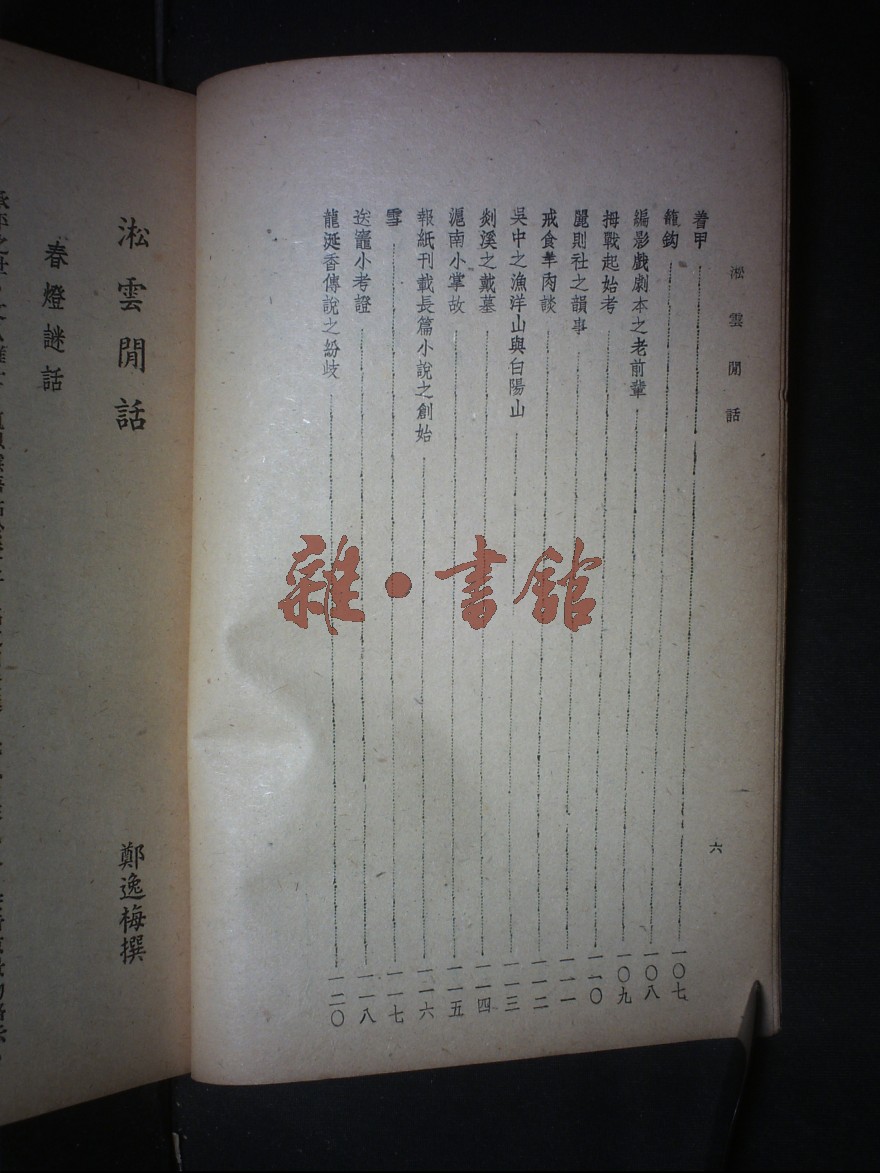 淞雲閒話
六
着甲 一〇七
籠鈎 一〇八
編影戲劇本之老前輩 一〇九
拇戰起始考 一一〇
麗則社之韻事 一一一
戒食羊肉談 一一二
吳中之漁洋山與白陽山 一一三
剡溪之戴墓 一一四
滬南小掌故 一一五
報紙刊載長篇小說之創始 一一六
雪 一一七
送竈小考證 一一八
龍涎香傳說之紛歧 一二〇
淞雲閒話
鄭逸梅撰
春燈謎話
雜·書館